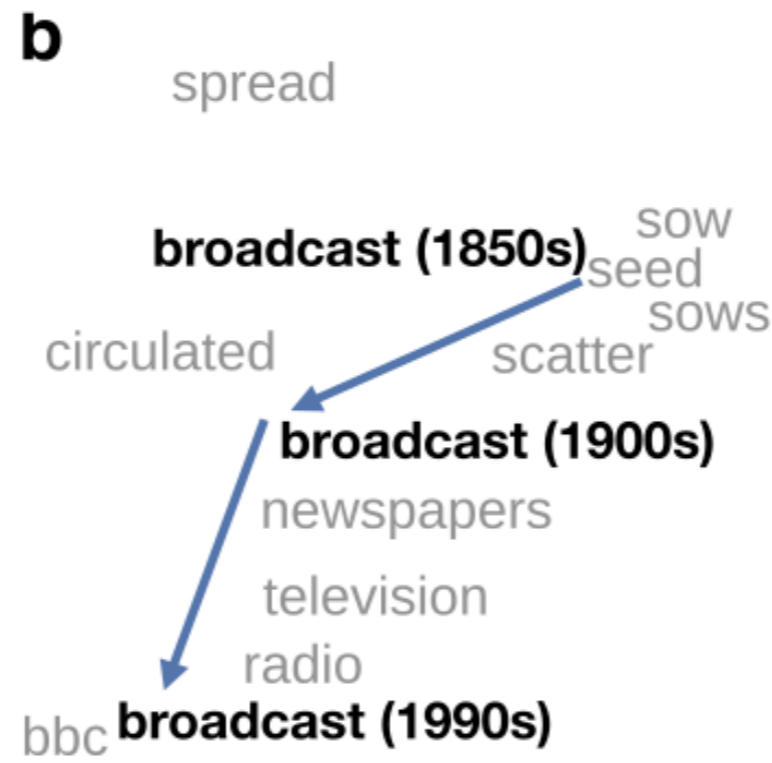 b
spread
sow
broadcast (1850s)
seed
sows
circulated
scatter
broadcast (1900s)
newspapers
television
radio
bbc
broadcast (1990s)